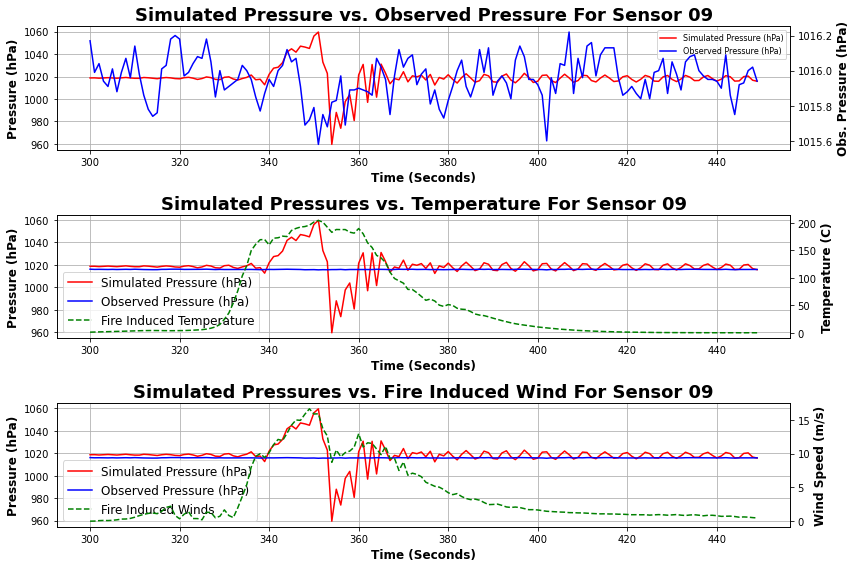 Simulated Pressure vs. Observed Pressure For Sensor 09
Pressure (hPa)
1060
1040
1020
1000
980
960
Simulated Pressure (hPa)
Observed Pressure (hPa)
1016.2
1016.0
1015.8
1015.6
Obs. Pressure (hPa)
300 320 340 360 380 400 420 440
Time (Seconds)
Simulated Pressures vs. Temperature For Sensor 09
Pressure (hPa)
1060
1040
1020
1000
980
960
Simulated Pressure (hPa)
Observed Pressure (hPa)
Fire Induced Temperature
200
150
100
50
0
Temperature (C)
300 320 340 360 380 400 420 440
Time (Seconds)
Simulated Pressures vs. Fire Induced Wind For Sensor 09
Pressure (hPa)
1060
1040
1020
1000
980
960
Simulated Pressure (hPa)
Observed Pressure (hPa)
Fire Induced Winds
15
10
5
0
Wind Speed (m/s)
300 320 340 360 380 400 420 440
Time (Seconds)